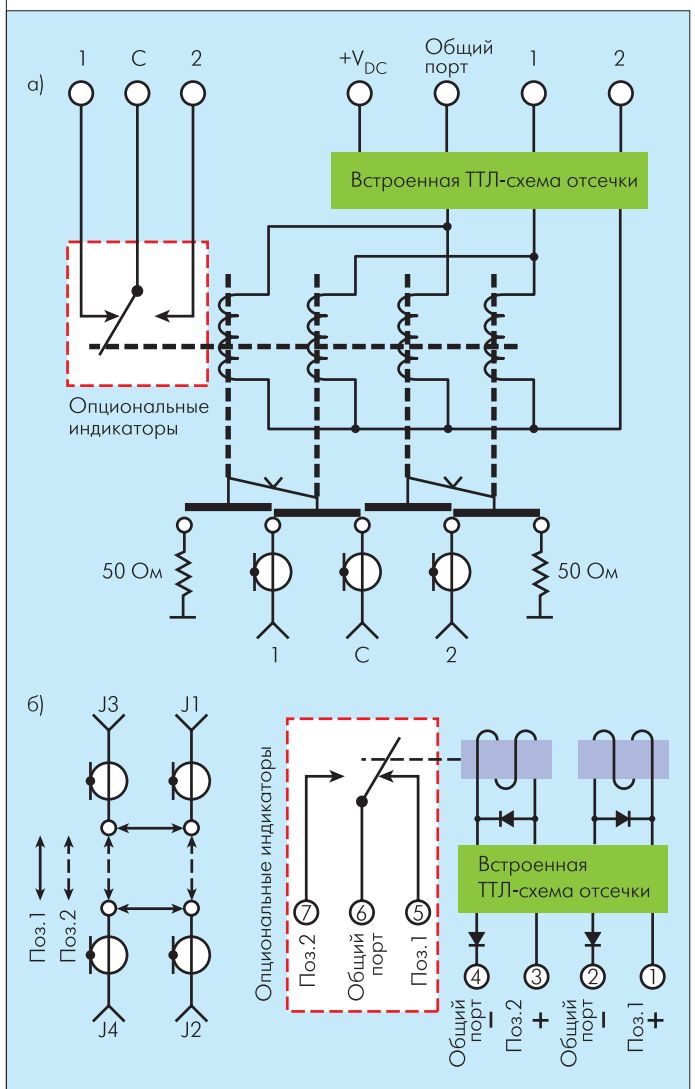 а)
1 C 2 +V_DC Общий порт 1 2
Встроенная ТТЛ-схема отсечки
Опциональные
индикаторы
50 Ом 50 Ом
1 C 2
б)
J3 J1
Поз.1
Поз.2
J4 J2
Опциональные индикаторы
7 6 5
Поз.2
Общий
порт
Поз.1
Встроенная
ТТЛ-схема отсечки
4 3 2 1
Общий
порт –
Поз.2 +
Общий
порт –
Поз.1 +